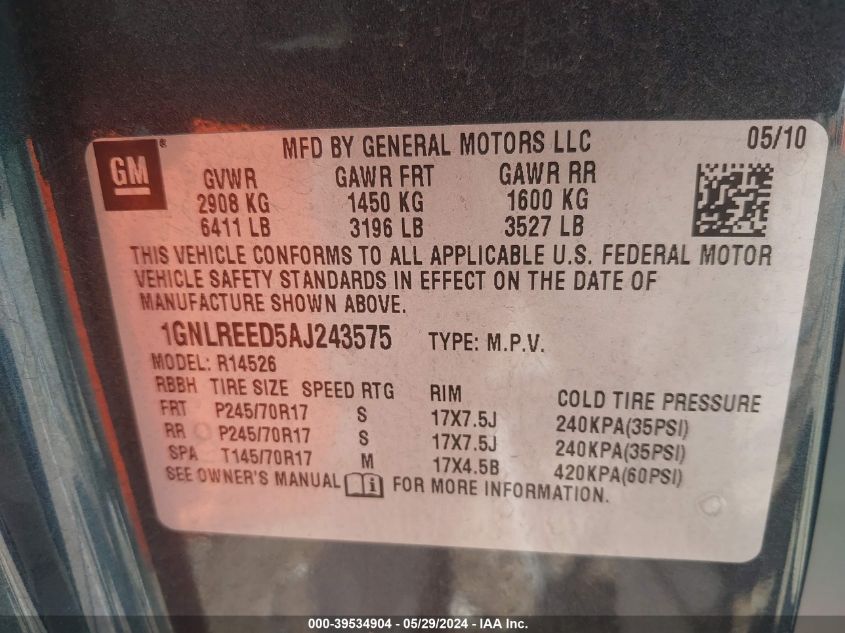 GM ® MFD BY GENERAL MOTORS LLC 05/10
GVWR GAWR FRT GAWR RR
2908 KG 1450 KG 1600 KG
6411 LB 3196 LB 3527 LB
THIS VEHICLE CONFORMS TO ALL APPLICABLE U.S. FEDERAL MOTOR
VEHICLE SAFETY STANDARDS IN EFFECT ON THE DATE OF
MANUFACTURE SHOWN ABOVE.
1GNLREED5AJ243575 TYPE: M.P.V.
MODEL: R14526
RBBH TIRE SIZE SPEED RTG RIM COLD TIRE PRESSURE
FRT P245/70R17 S 17X7.5J 240KPA(35PSI)
RR P245/70R17 S 17X7.5J 240KPA(35PSI)
SPA T145/70R17 M 17X4.5B 420KPA(60PSI)
SEE OWNER'S MANUAL i FOR MORE INFORMATION.
000-39534904 - 05/29/2024 - IAA Inc.